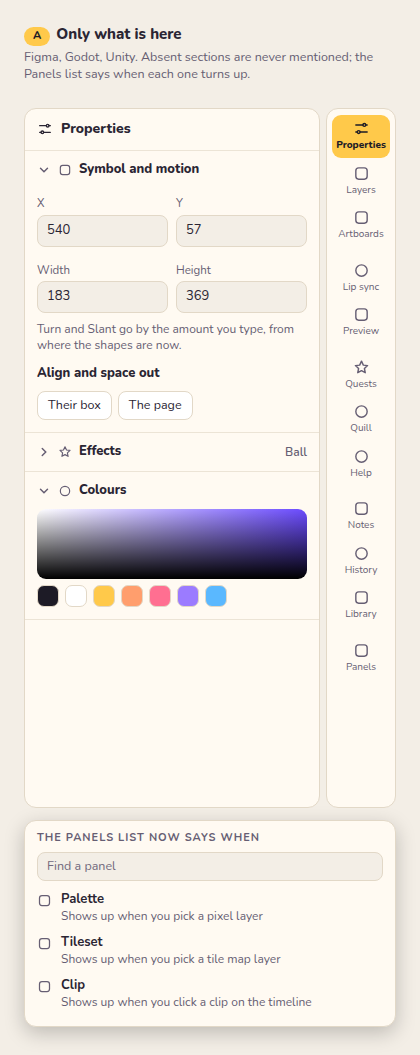 A Only what is here
Figma, Godot, Unity. Absent sections are never mentioned; the
Panels list says when each one turns up.
Properties
Symbol and motion
X Y
540 57
Width Height
183 369
Turn and Slant go by the amount you type, from
where the shapes are now.
Align and space out
Their box The page
Effects Ball
Colours
Properties
Layers
Artboards
Lip sync
Preview
Quests
Quill
Help
Notes
History
Library
Panels
THE PANELS LIST NOW SAYS WHEN
Find a panel
Palette
Shows up when you pick a pixel layer
Tileset
Shows up when you pick a tile map layer
Clip
Shows up when you click a clip on the timeline